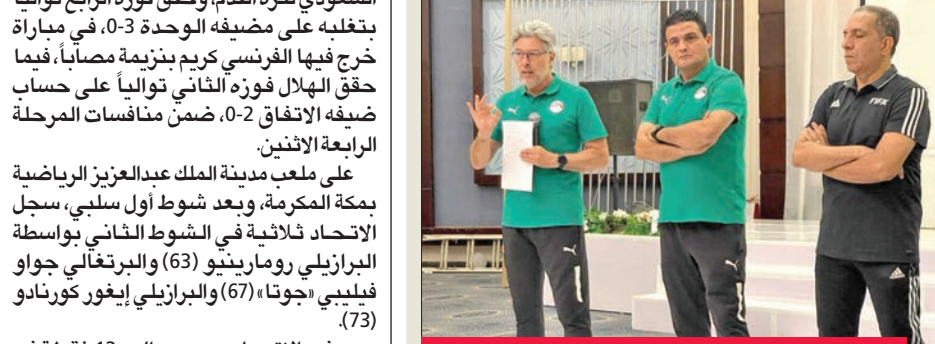 السعودي لكرة القدم، وحقق فوزه الرابع توالياً
بتغلبه على مضيفه الوحدة 3-0، في مباراة
خرج فيها الفرنسي كريم بنزيمة مصاباً، فيما
حقق الهلال فوزه الثاني توالياً على حساب
ضيفه الاتفاق 2-0، ضمن منافسات المرحلة
الرابعة الاثنين.
على ملعب مدينة الملك عبدالعزيز الرياضية
بمكة المكرمة، وبعد شوط أول سلبي، سجل
الاتحاد ثلاثية في الشوط الثاني بواسطة
البرازيلي رومارينيو (63) والبرتغالي جواو
فيليبي «جوتا» (67) والبرازيلي إيغور كورنادو
(73).
FIFA
adidas